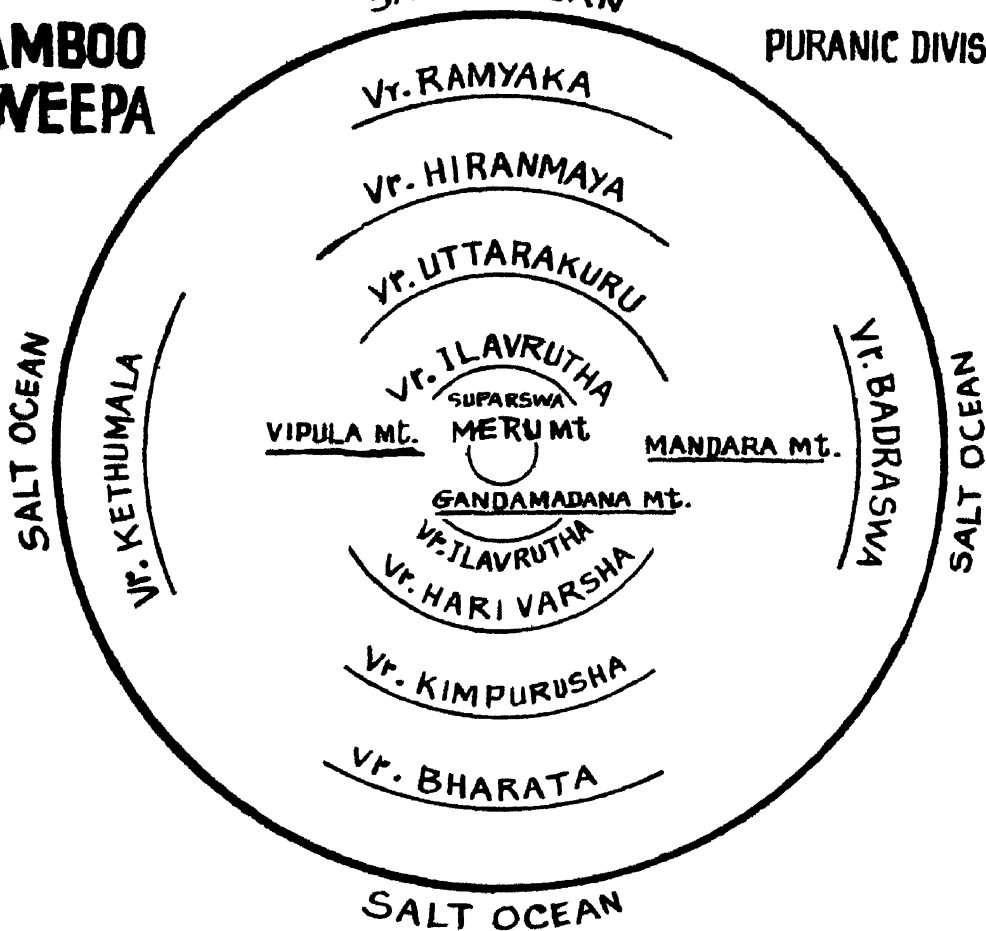 AMBOO
WEEPA
PURANIC DIVIS
Vr. RAMYAKA
Vr. HIRANMAYA
Vr. UTTARAKURU
Vr. ILAVRUTHA
SUPARSWA
MERU Mt
VIPULA Mt.
MANDARA Mt.
GANDAMADANA Mt.
Vr. ILAVRUTHA
Vr. HARI VARSHA
Vr. KIMPURUSHA
Vr. BHARATA
Vr. KETHUMALA
Vr. BADRASWA
SALT OCEAN
SALT OCEAN
SALT OCEAN